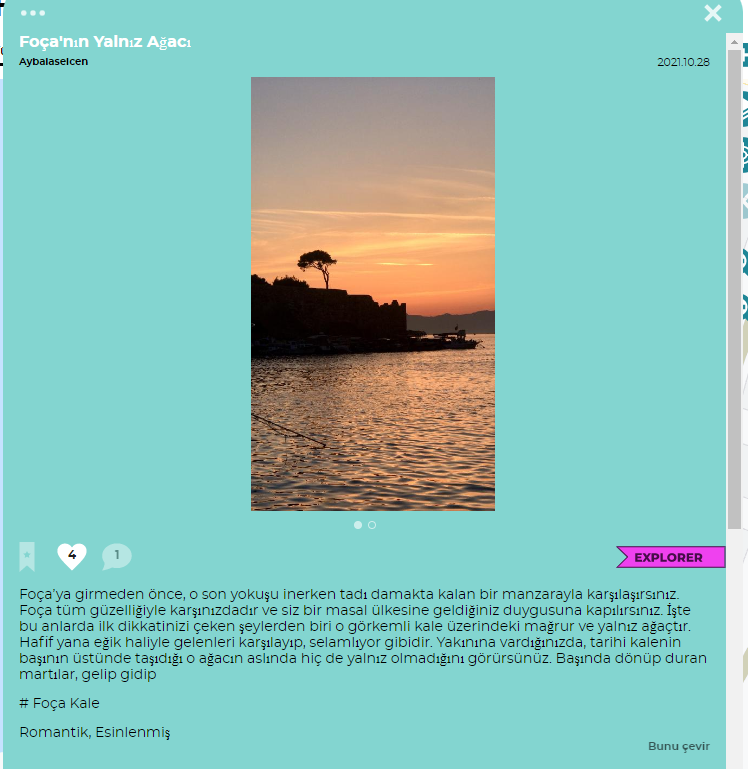 Foça'nın Yalnız Ağacı
Aybalaselcen
2021.10.28
4
1
EXPLORER
Foça'ya girmeden önce, o son yokuşu inerken tadı damakta kalan bir manzarayla karşılaşırsınız.
Foça tüm güzelliğiyle karşınızdadır ve siz bir masal ülkesine geldiğiniz duygusuna kapılırsınız. İşte
bu anlarda ilk dikkatinizi çeken şeylerden biri o görkemli kale üzerindeki mağrur ve yalnız ağaçtır.
Hafif yana eğik haliyle gelenleri karşılayıp, selamlıyor gibidir. Yakınına vardığınızda, tarihi kalenin
başının üstünde taşıdığı o ağacın aslında hiç de yalnız olmadığını görürsünüz. Başında dönüp duran
martılar, gelip gidip
# Foça Kale
Romantik, Esinlenmiş
Bunu çevir